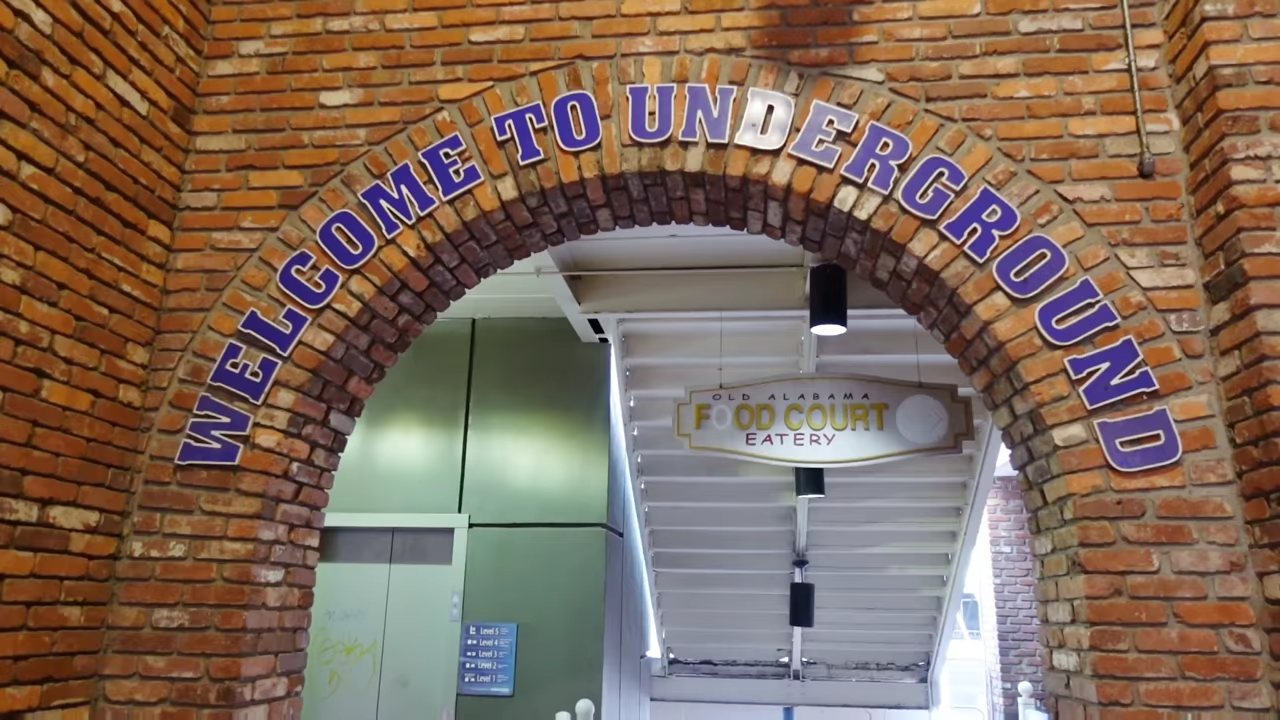 WELCOME TO UNDERGROUND
OLD ALABAMA
FOOD COURT
EATERY
Level 5
Level 4
Level 3
Level 2
Level 1